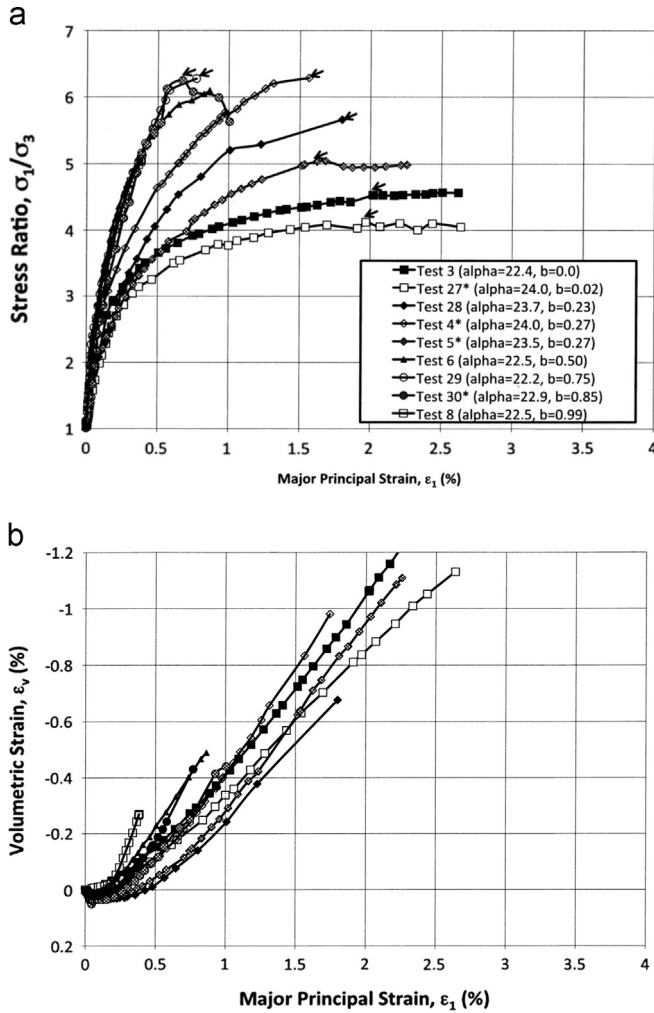 a
7
6
5
4
3
2
1
Stress Ratio, σ1/σ3
0
0.5
1
1.5
2
2.5
3
3.5
4
Major Principal Strain, ε1 (%)
Test 3 (alpha=22.4, b=0.0)
Test 27* (alpha=24.0, b=0.02)
Test 28 (alpha=23.7, b=0.23)
Test 4* (alpha=24.0, b=0.27)
Test 5* (alpha=23.5, b=0.27)
Test 6 (alpha=22.5, b=0.50)
Test 29 (alpha=22.2, b=0.75)
Test 30* (alpha=22.9, b=0.85)
Test 8 (alpha=22.5, b=0.99)
b
-1.2
-1
-0.8
-0.6
-0.4
-0.2
0
0.2
Volumetric Strain, εv (%)
0
0.5
1
1.5
2
2.5
3
3.5
4
Major Principal Strain, ε1 (%)